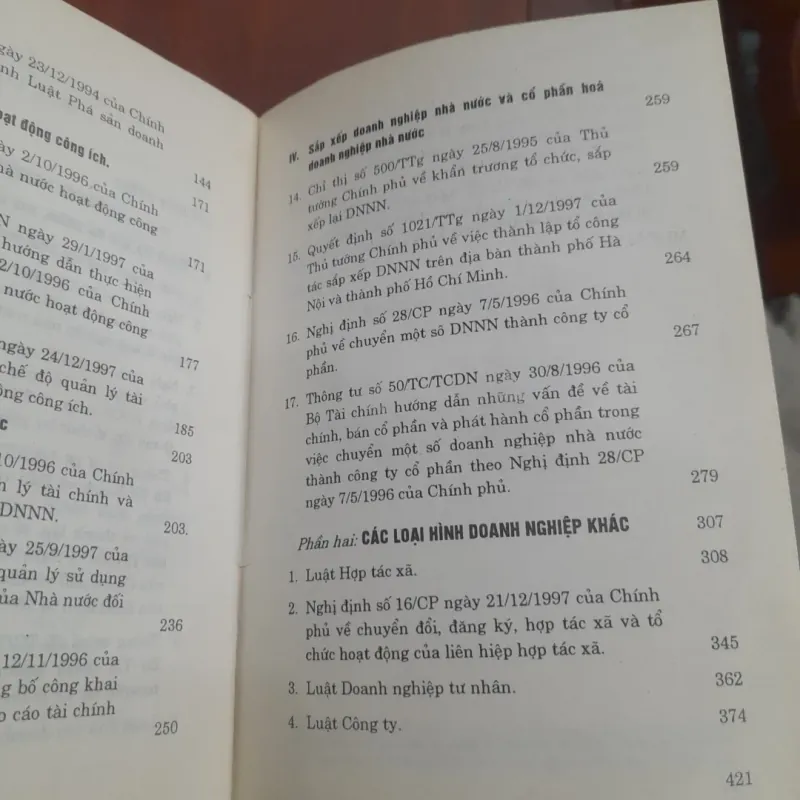 gày 23/12/1994 của Chính
nh Luật Phá sản doanh
144
oạt động công ích.
171
ày 2/10/1996 của Chính
hà nước hoạt động công
171
N ngày 29/1/1997 của
hướng dẫn thực hiện
2/10/1996 của Chính
nước hoạt động công
177
ngày 24/12/1997 của
chế độ quản lý tài
ộng công ích.
185
C
203
10/1996 của Chính
n lý tài chính và
DNNN.
203.
ày 25/9/1997 của
quản lý sử dụng
ủa Nhà nước đối
236
12/11/1996 của
g bố công khai
o cáo tài chính
250
IV. Sắp xếp doanh nghiệp nhà nước và cổ phần hoá
doanh nghiệp nhà nước 259
14. Chỉ thị số 500/TTg ngày 25/8/1995 của Thủ
tướng Chính phủ về khẩn trương tổ chức, sắp
xếp lại DNNN. 259
15. Quyết định số 1021/TTg ngày 1/12/1997 của
Thủ tướng Chính phủ về việc thành lập tổ công
tác sắp xếp DNNN trên địa bàn thành phố Hà
Nội và thành phố Hồ Chí Minh. 264
16. Nghị định số 28/CP ngày 7/5/1996 của Chính
phủ về chuyển một số DNNN thành công ty cổ
phần. 267
17. Thông tư số 50/TC/TCDN ngày 30/8/1996 của
Bộ Tài chính hướng dẫn những vấn đề về tài
chính, bán cổ phần và phát hành cổ phần trong
việc chuyển một số doanh nghiệp nhà nước
thành công ty cổ phần theo Nghị định 28/CP
ngày 7/5/1996 của Chính phủ. 279
Phần hai: CÁC LOẠI HÌNH DOANH NGHIỆP KHÁC 307
1. Luật Hợp tác xã. 308
2. Nghị định số 16/CP ngày 21/12/1997 của Chính
phủ về chuyển đổi, đăng ký, hợp tác xã và tổ
chức hoạt động của liên hiệp hợp tác xã. 345
3. Luật Doanh nghiệp tư nhân. 362
4. Luật Công ty. 374
421